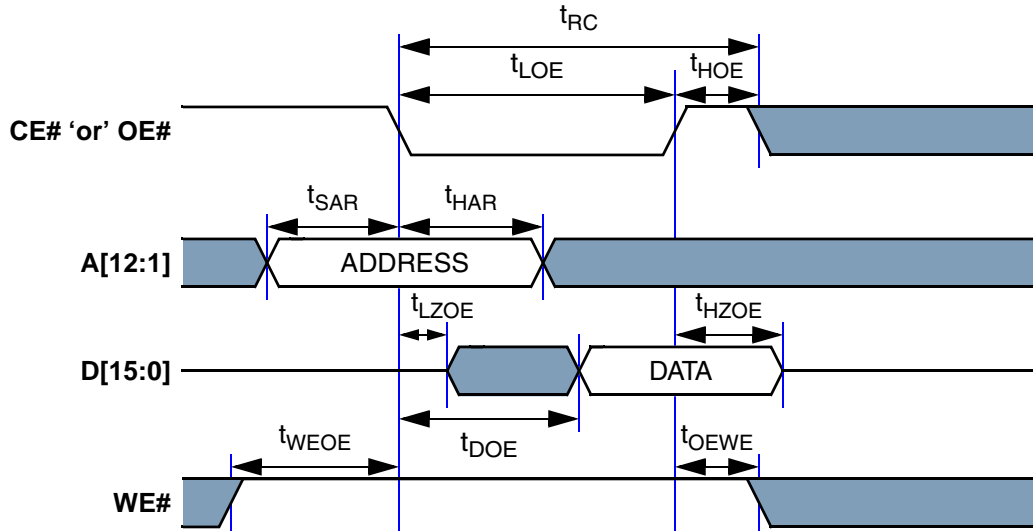 tRC
tLOE
tHOE
CE# ‘or’ OE#
tSAR
tHAR
A[12:1]
ADDRESS
tLZOE
tHZOE
D[15:0]
DATA
tWEOE
tDOE
tOEWE
WE#